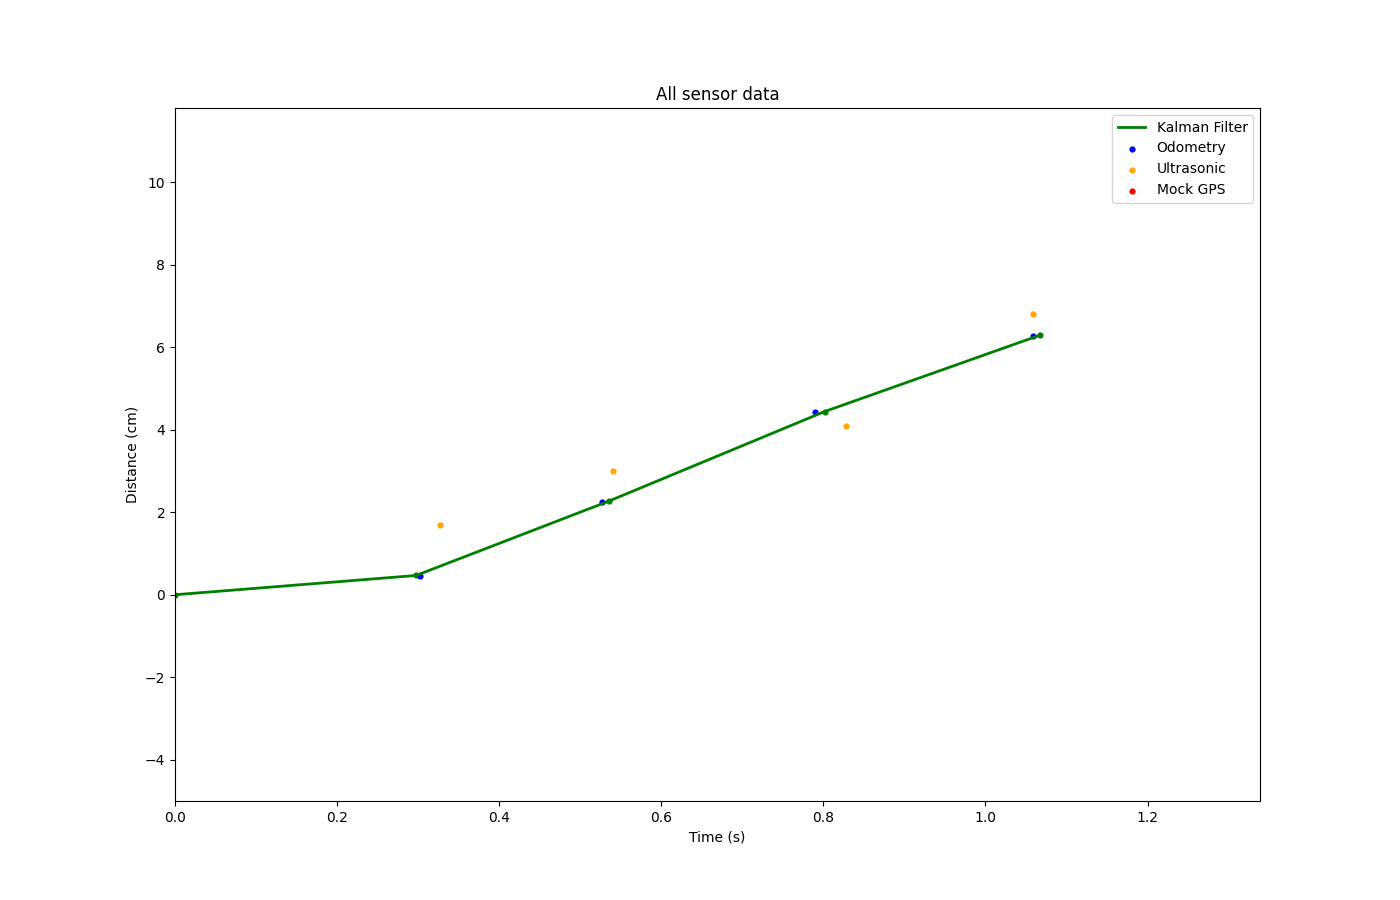 All sensor data
Kalman Filter
Odometry
Ultrasonic
Mock GPS
10
8
6
4
2
0
−2
−4
Distance (cm)
0.0 0.2 0.4 0.6 0.8 1.0 1.2
Time (s)